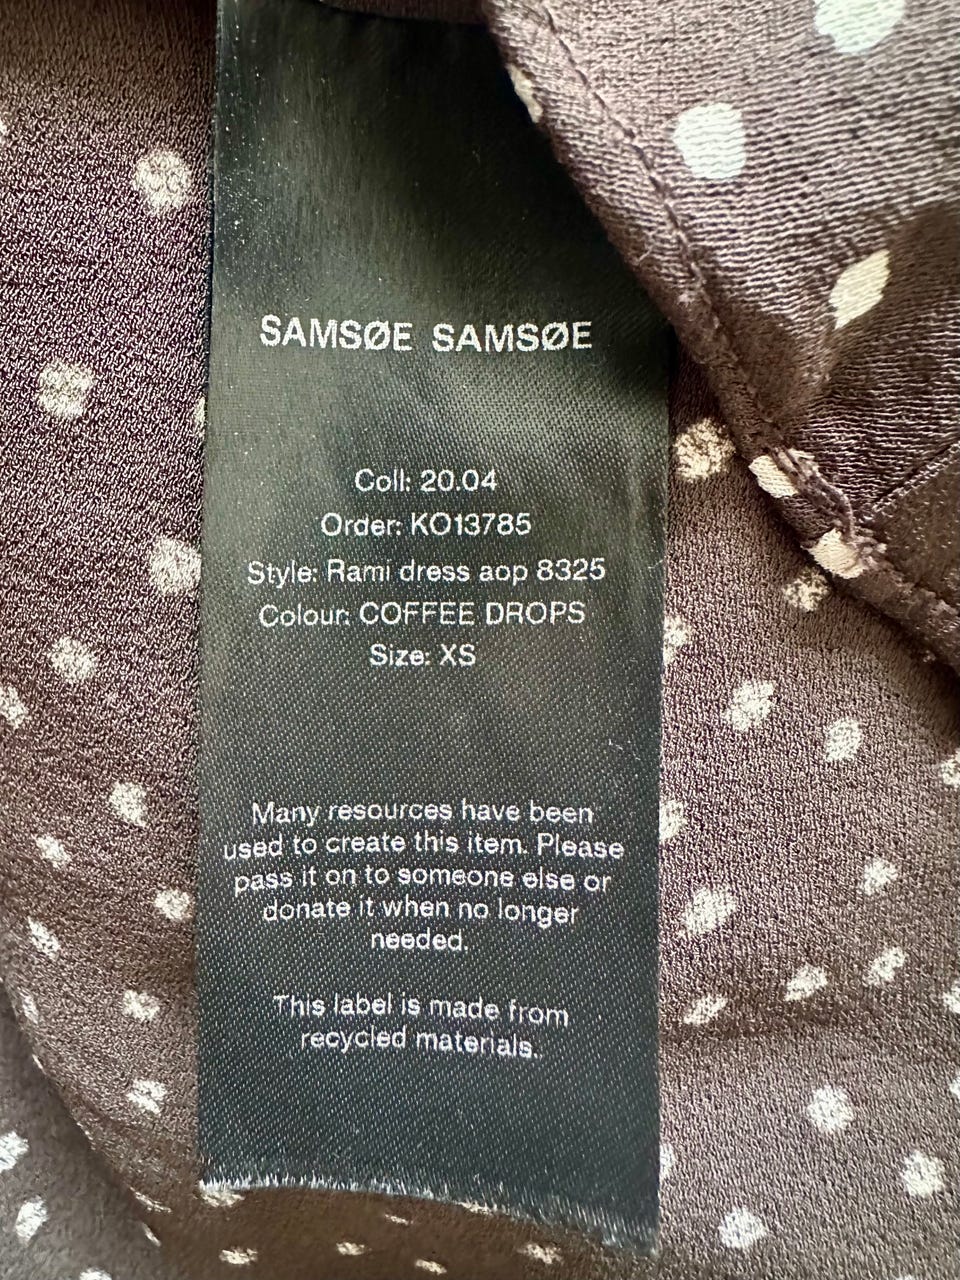 SAMSØE SAMSØE
Coll: 20.04
Order: KO13785
Style: Rami dress aop 8325
Colour: COFFEE DROPS
Size: XS
Many resources have been
used to create this item. Please
pass it on to someone else or
donate it when no longer
needed.
This label is made from
recycled materials.